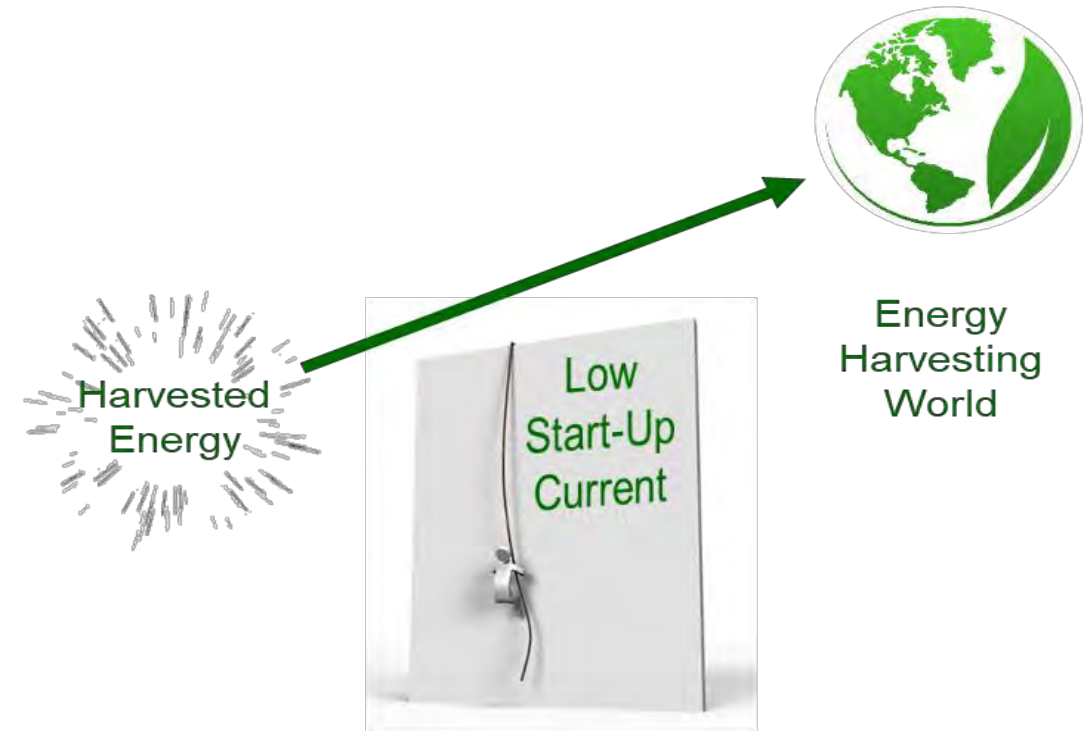 Harvested
Energy
Low
Start-Up
Current
Energy
Harvesting
World